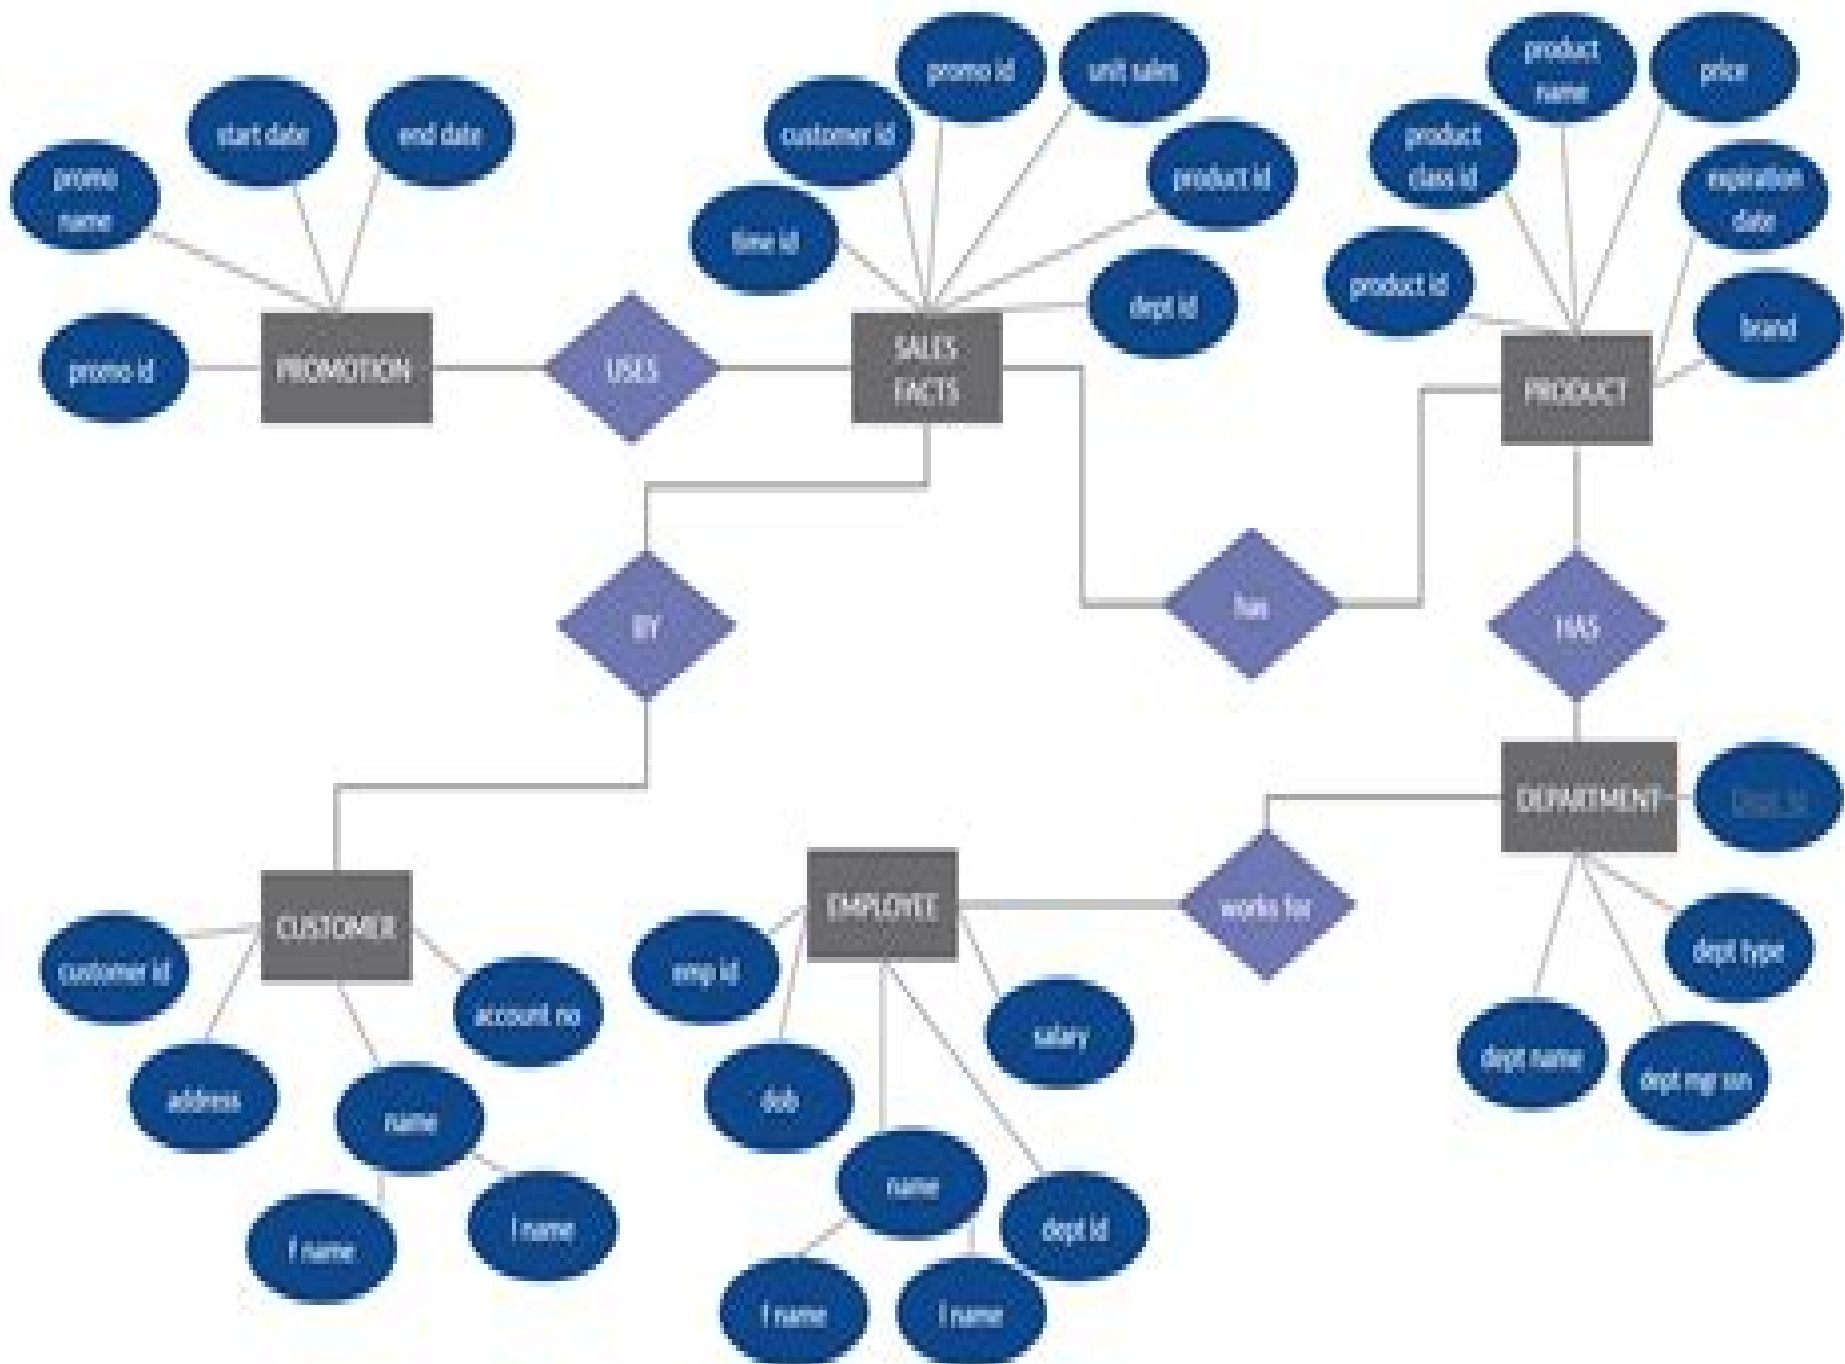 promo id
unit sales
product
name
price
start date
end date
customer id
product
class id
promo
name
product id
expiration
date
time id
product id
dept id
brand
promo id
PROMOTION
USES
SALES
FACTS
PRODUCT
BY
has
HAS
DEPARTMENT
CUSTOMER
EMPLOYEE
works for
customer id
emp id
dept type
account no
salary
address
dob
dept name
dept mgr ssn
name
name
f name
l name
dept id
f name
l name